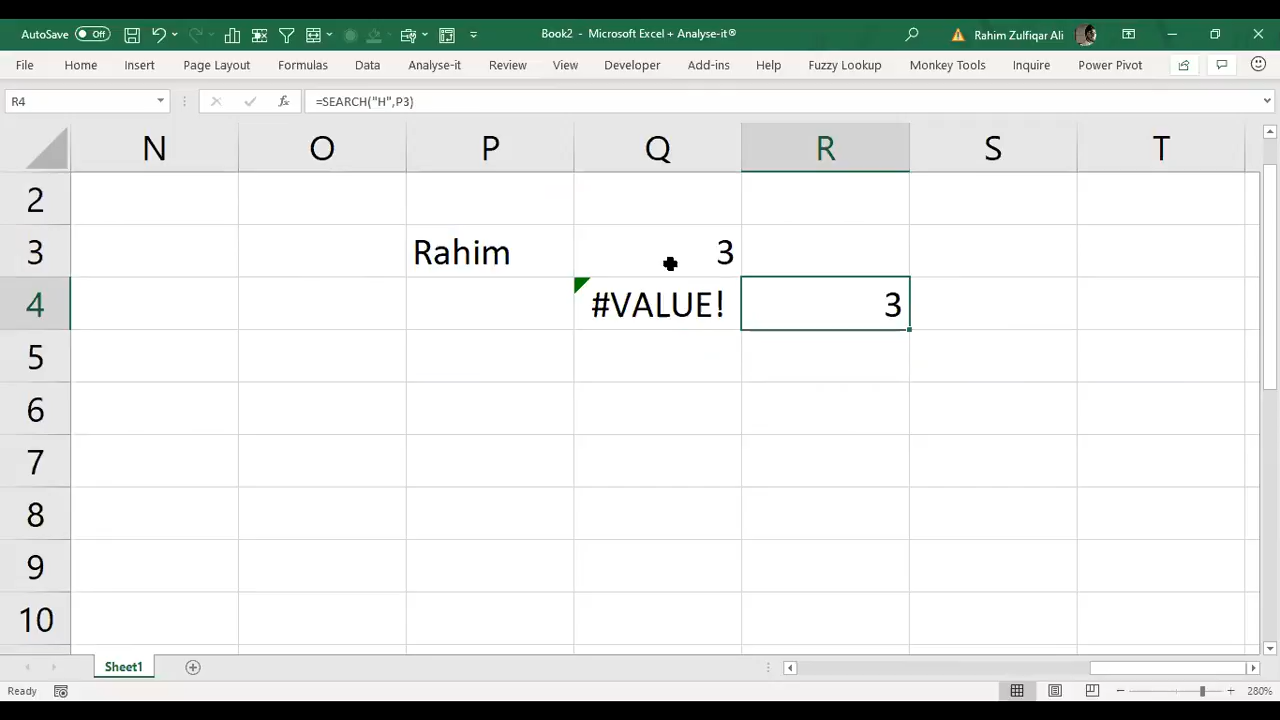 AutoSave Off Book2 - Microsoft Excel + Analyse-it® Rahim Zulfiqar Ali
File Home Insert Page Layout Formulas Data Analyse-it Review View Developer Add-ins Help Fuzzy Lookup Monkey Tools Inquire Power Pivot
R4 fx =SEARCH("H",P3)
N O P Q R S T
2
3 Rahim 3
4 #VALUE! 3
5
6
7
8
9
10
Sheet1
Ready 280%